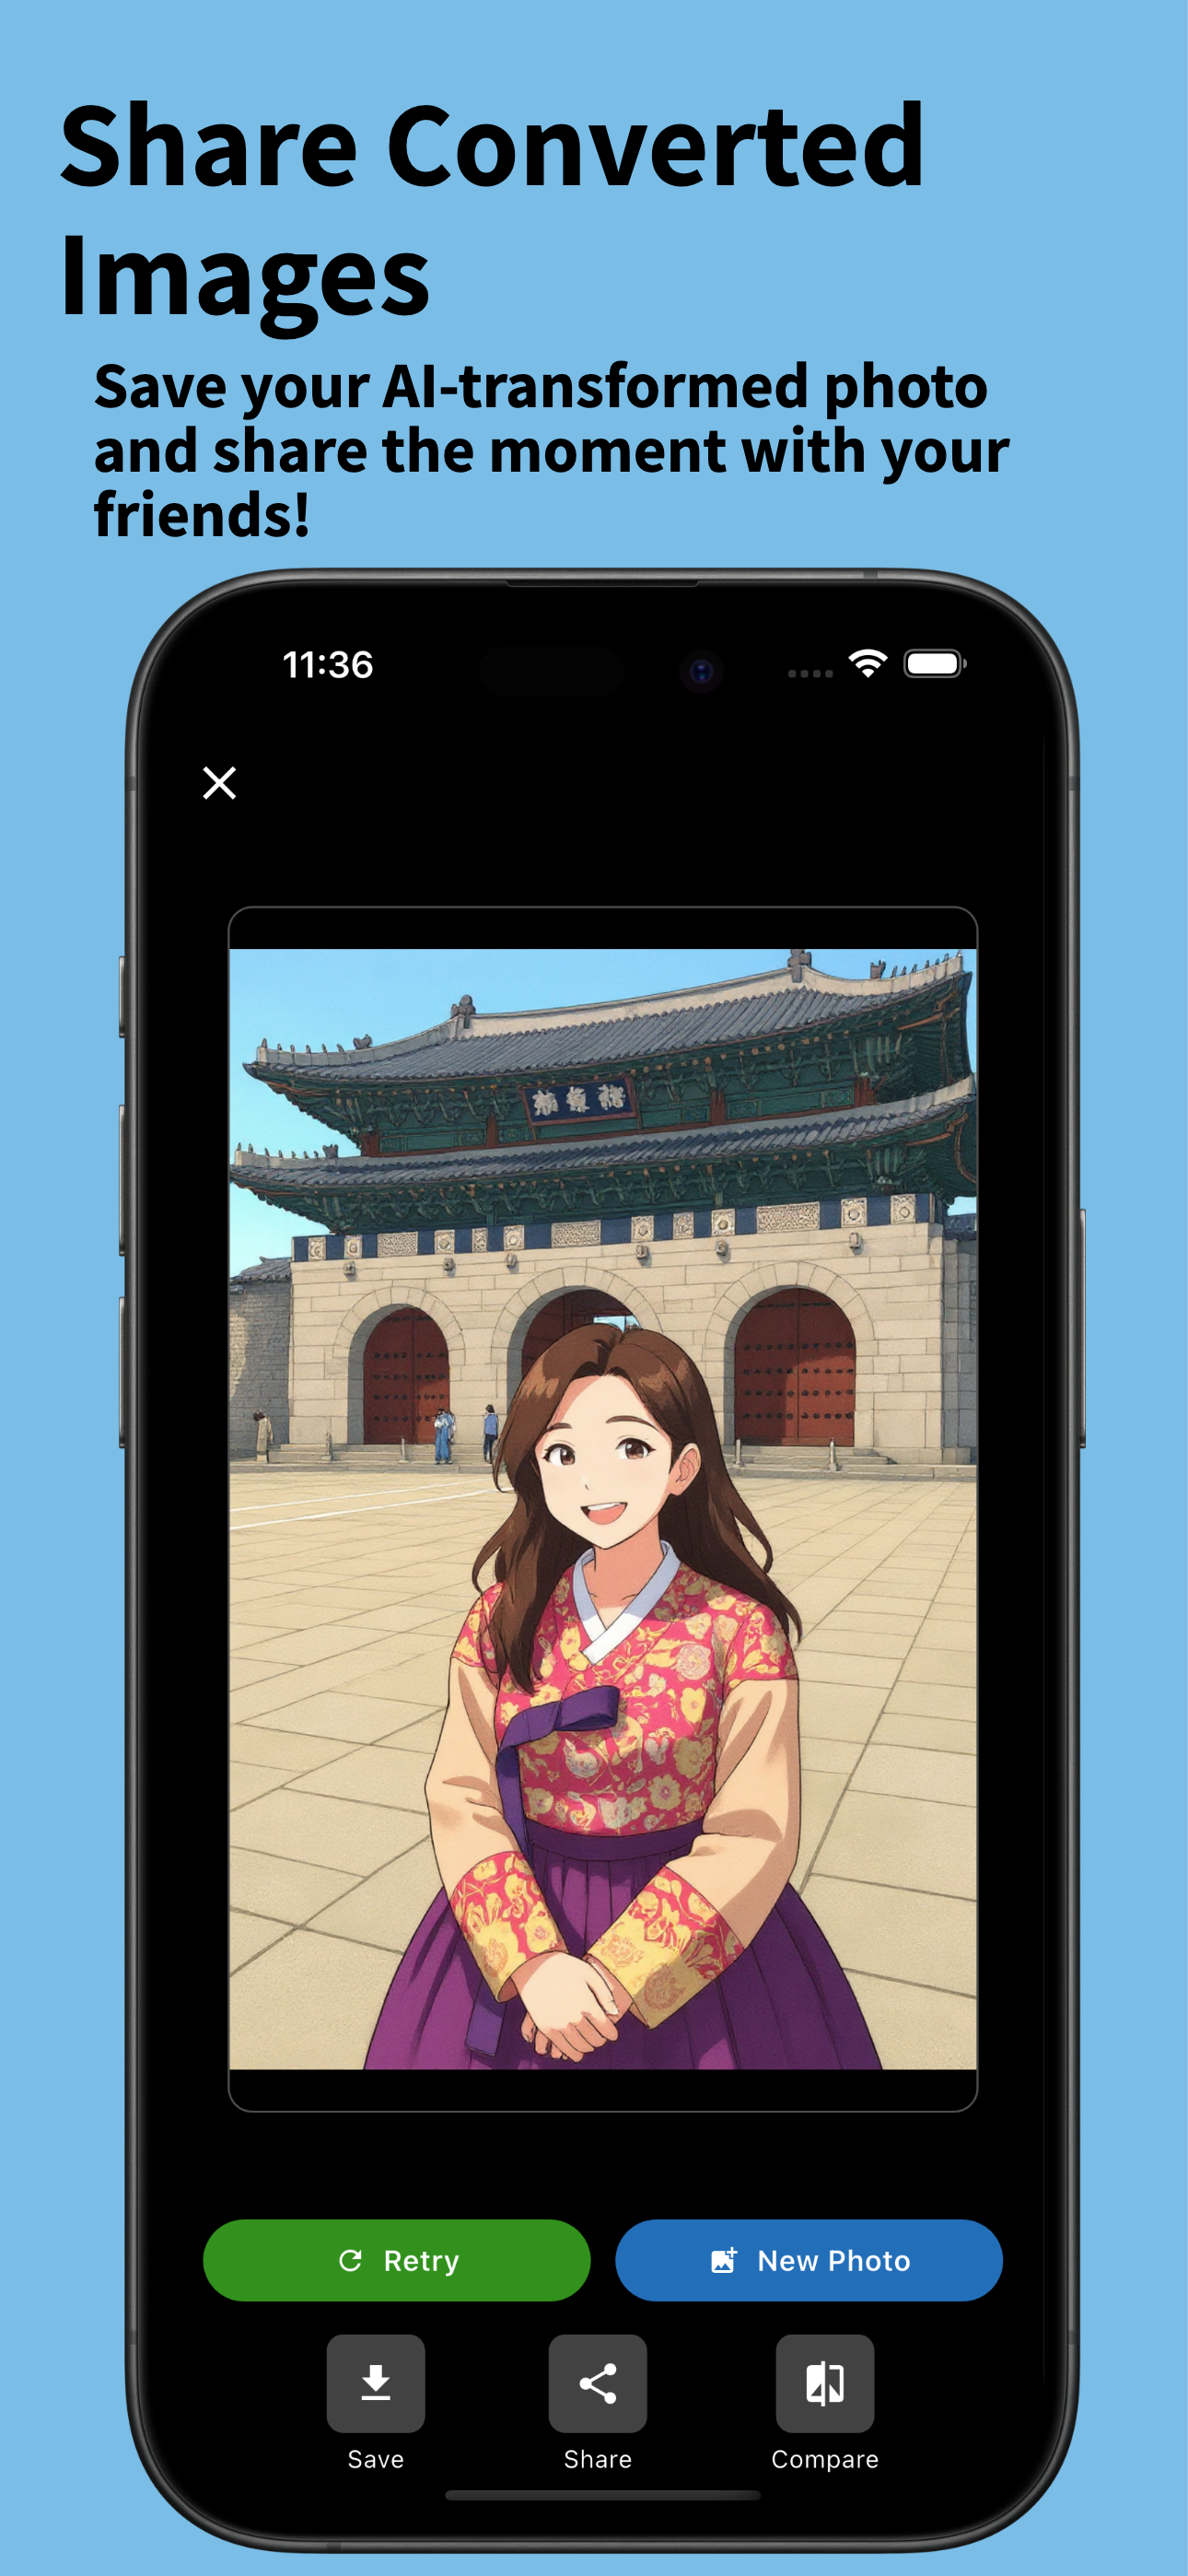 Share Converted
Images
Save your AI-transformed photo
and share the moment with your
friends!
11:36
Retry
New Photo
Save
Share
Compare